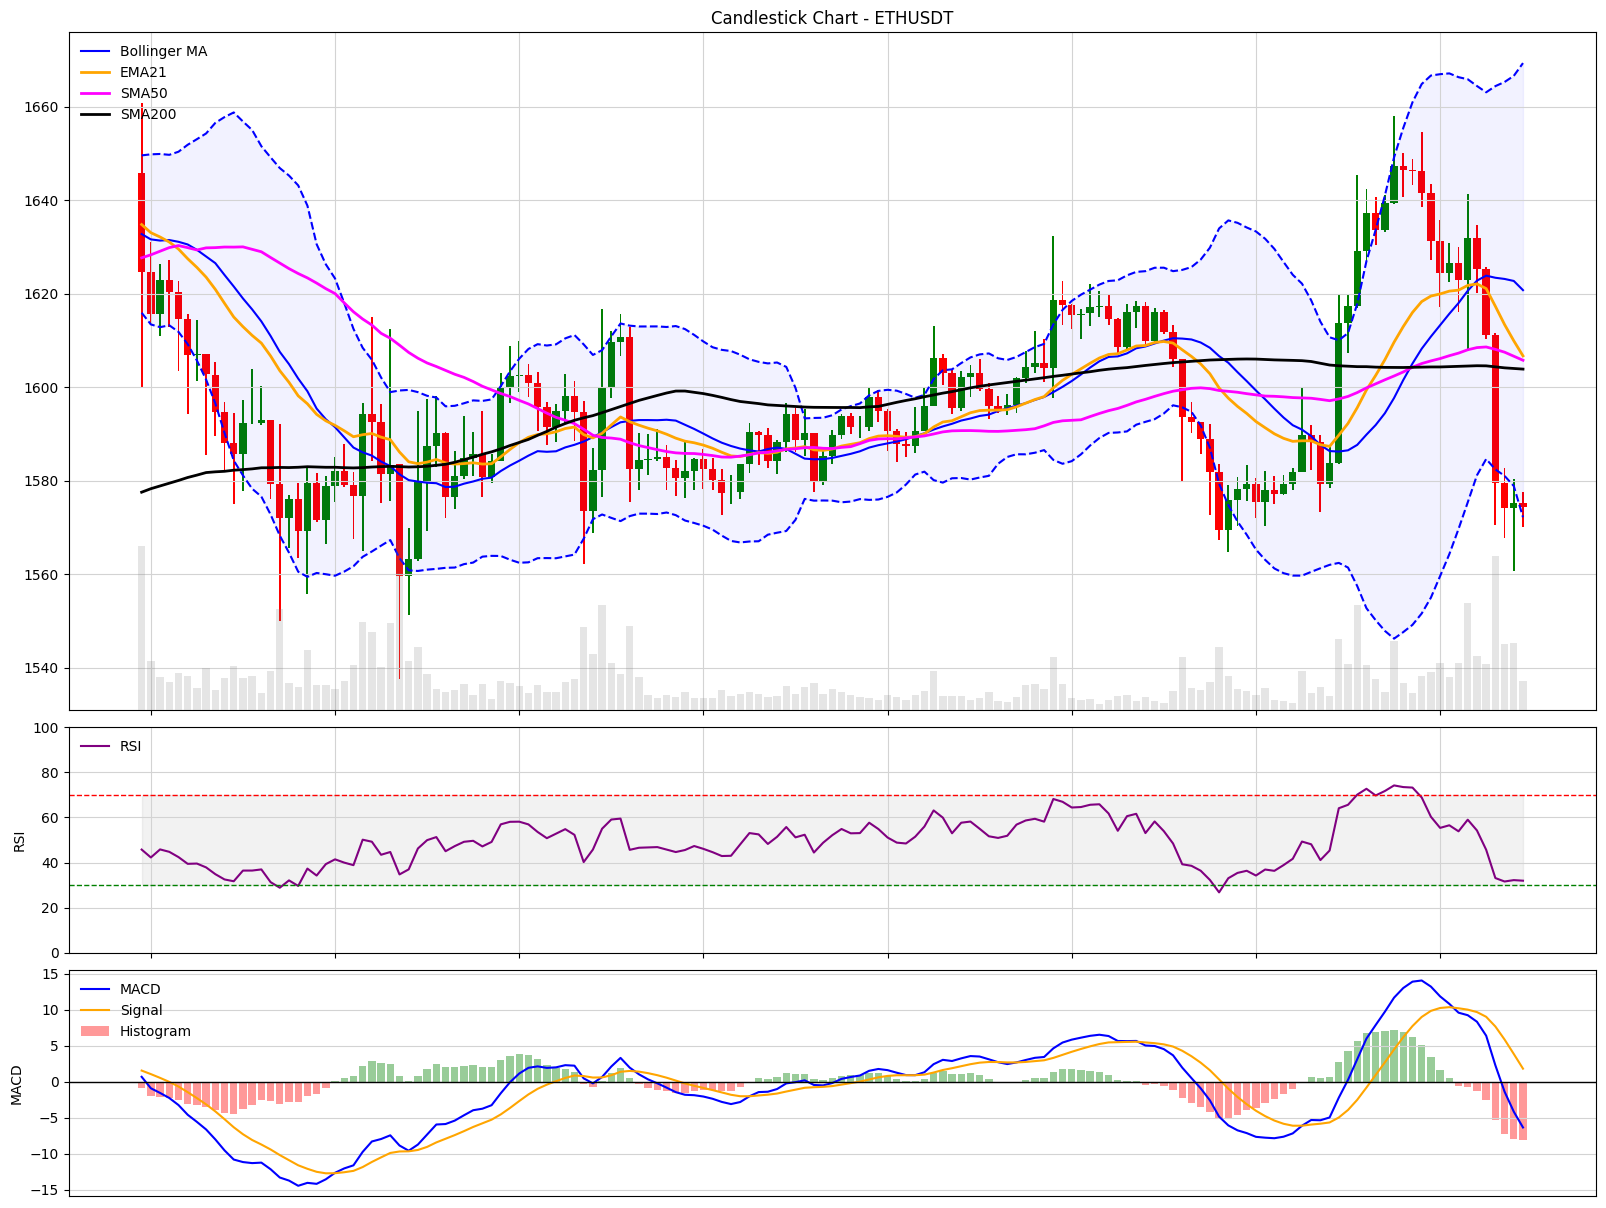 Candlestick Chart - ETHUSDT
Bollinger MA
EMA21
SMA50
SMA200
1660
1640
1620
1600
1580
1560
1540
RSI
100
80
60
40
20
0
RSI
MACD
Signal
Histogram
15
10
5
0
−5
−10
−15
MACD